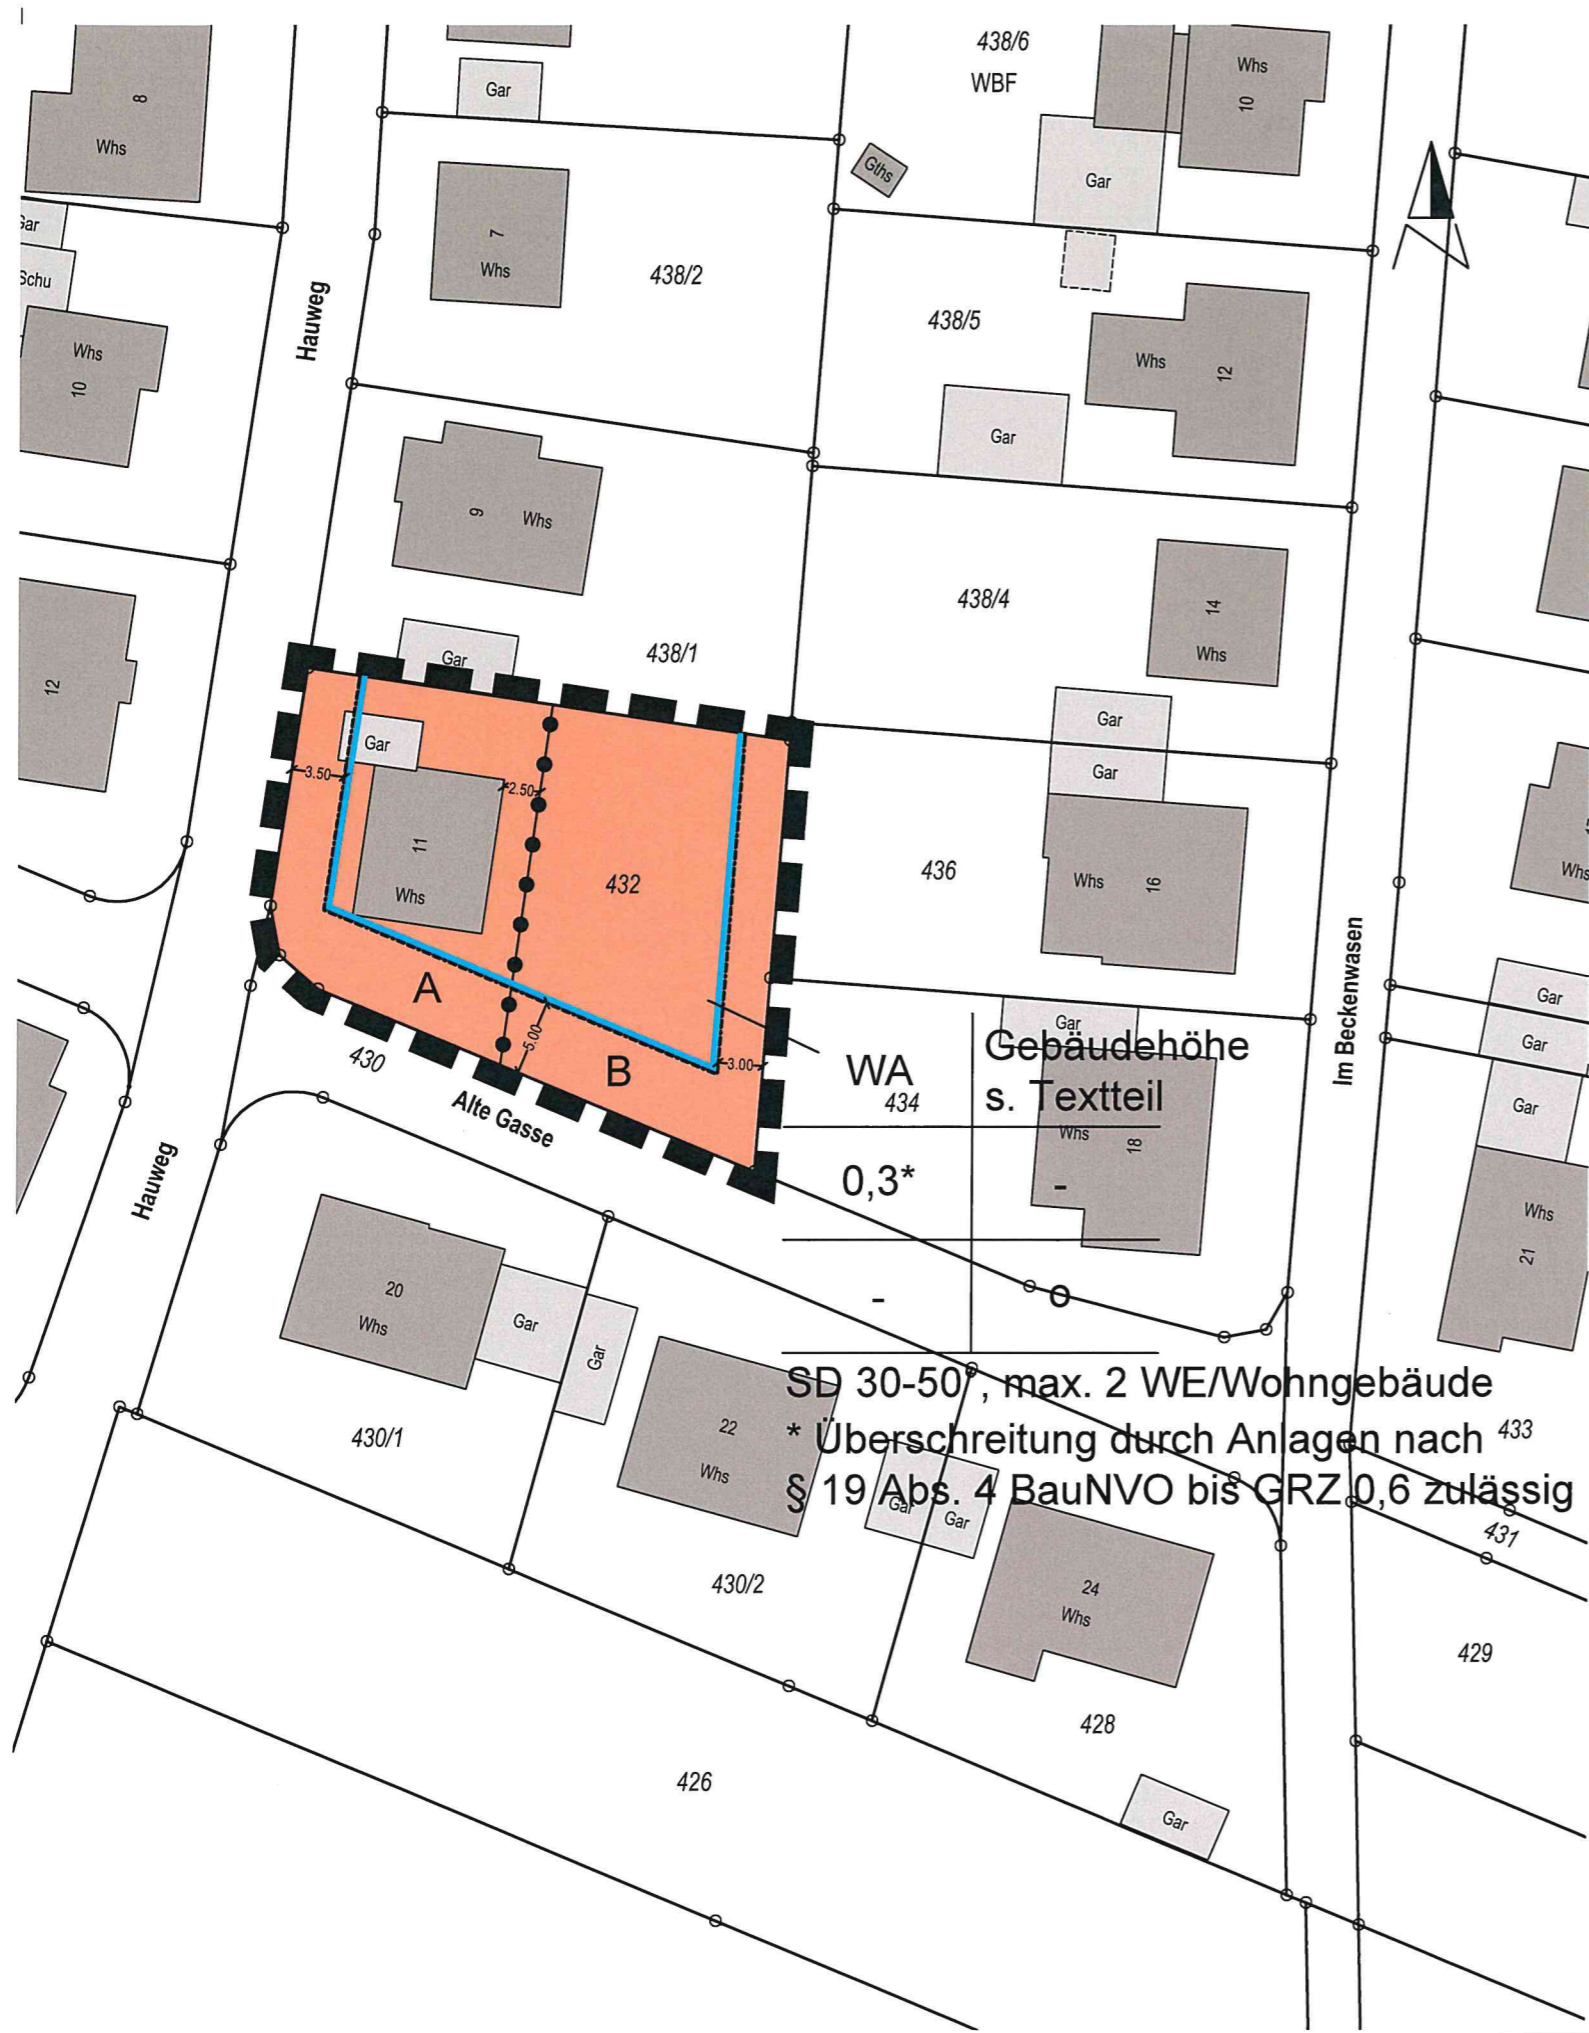 438/6
WBF
Whs
10
Gar
8
Whs
Gar
Gths
7
Whs
438/2
Schu
Hauweg
438/5
Whs
12
Whs
10
Gar
9
Whs
438/4
14
Whs
12
438/1
Gar
Gar
Gar
Gar
3.50
2.50
11
Whs
432
436
Whs
16
Whs
Im Beckenwasen
A
B
5.00
3.00
430
Alte Gasse
Gar
Gar
Gar
Gar
WA
Gebäudehöhe
s. Textteil
434
Whs
18
0,3*
-
-
o
Hauweg
Whs
21
20
Whs
Gar
Gar
SD 30-50°, max. 2 WE/Wohngebäude
* Überschreitung durch Anlagen nach
§ 19 Abs. 4 BauNVO bis GRZ 0,6 zulässig
433
430/1
22
Whs
Gar
Gar
431
430/2
24
Whs
429
428
426
Gar